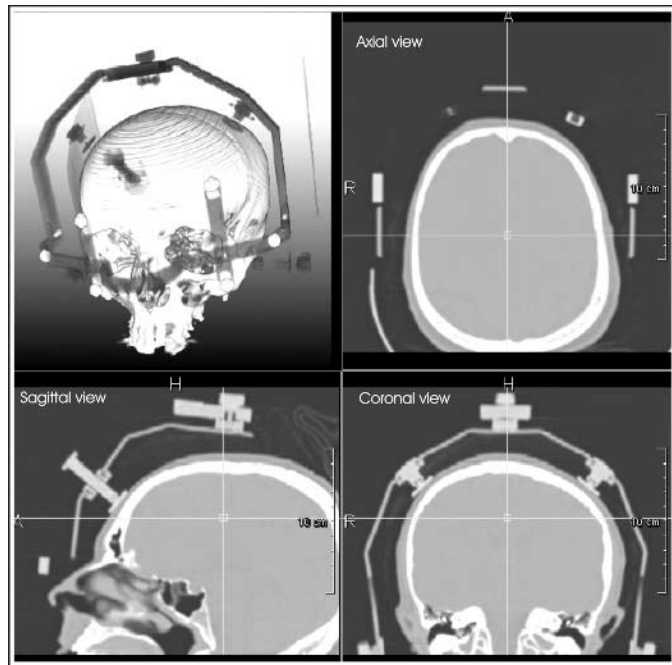 A
Axial view
R
10 cm
H
Sagittal view
A
10 cm
H
Coronal view
R
10 cm